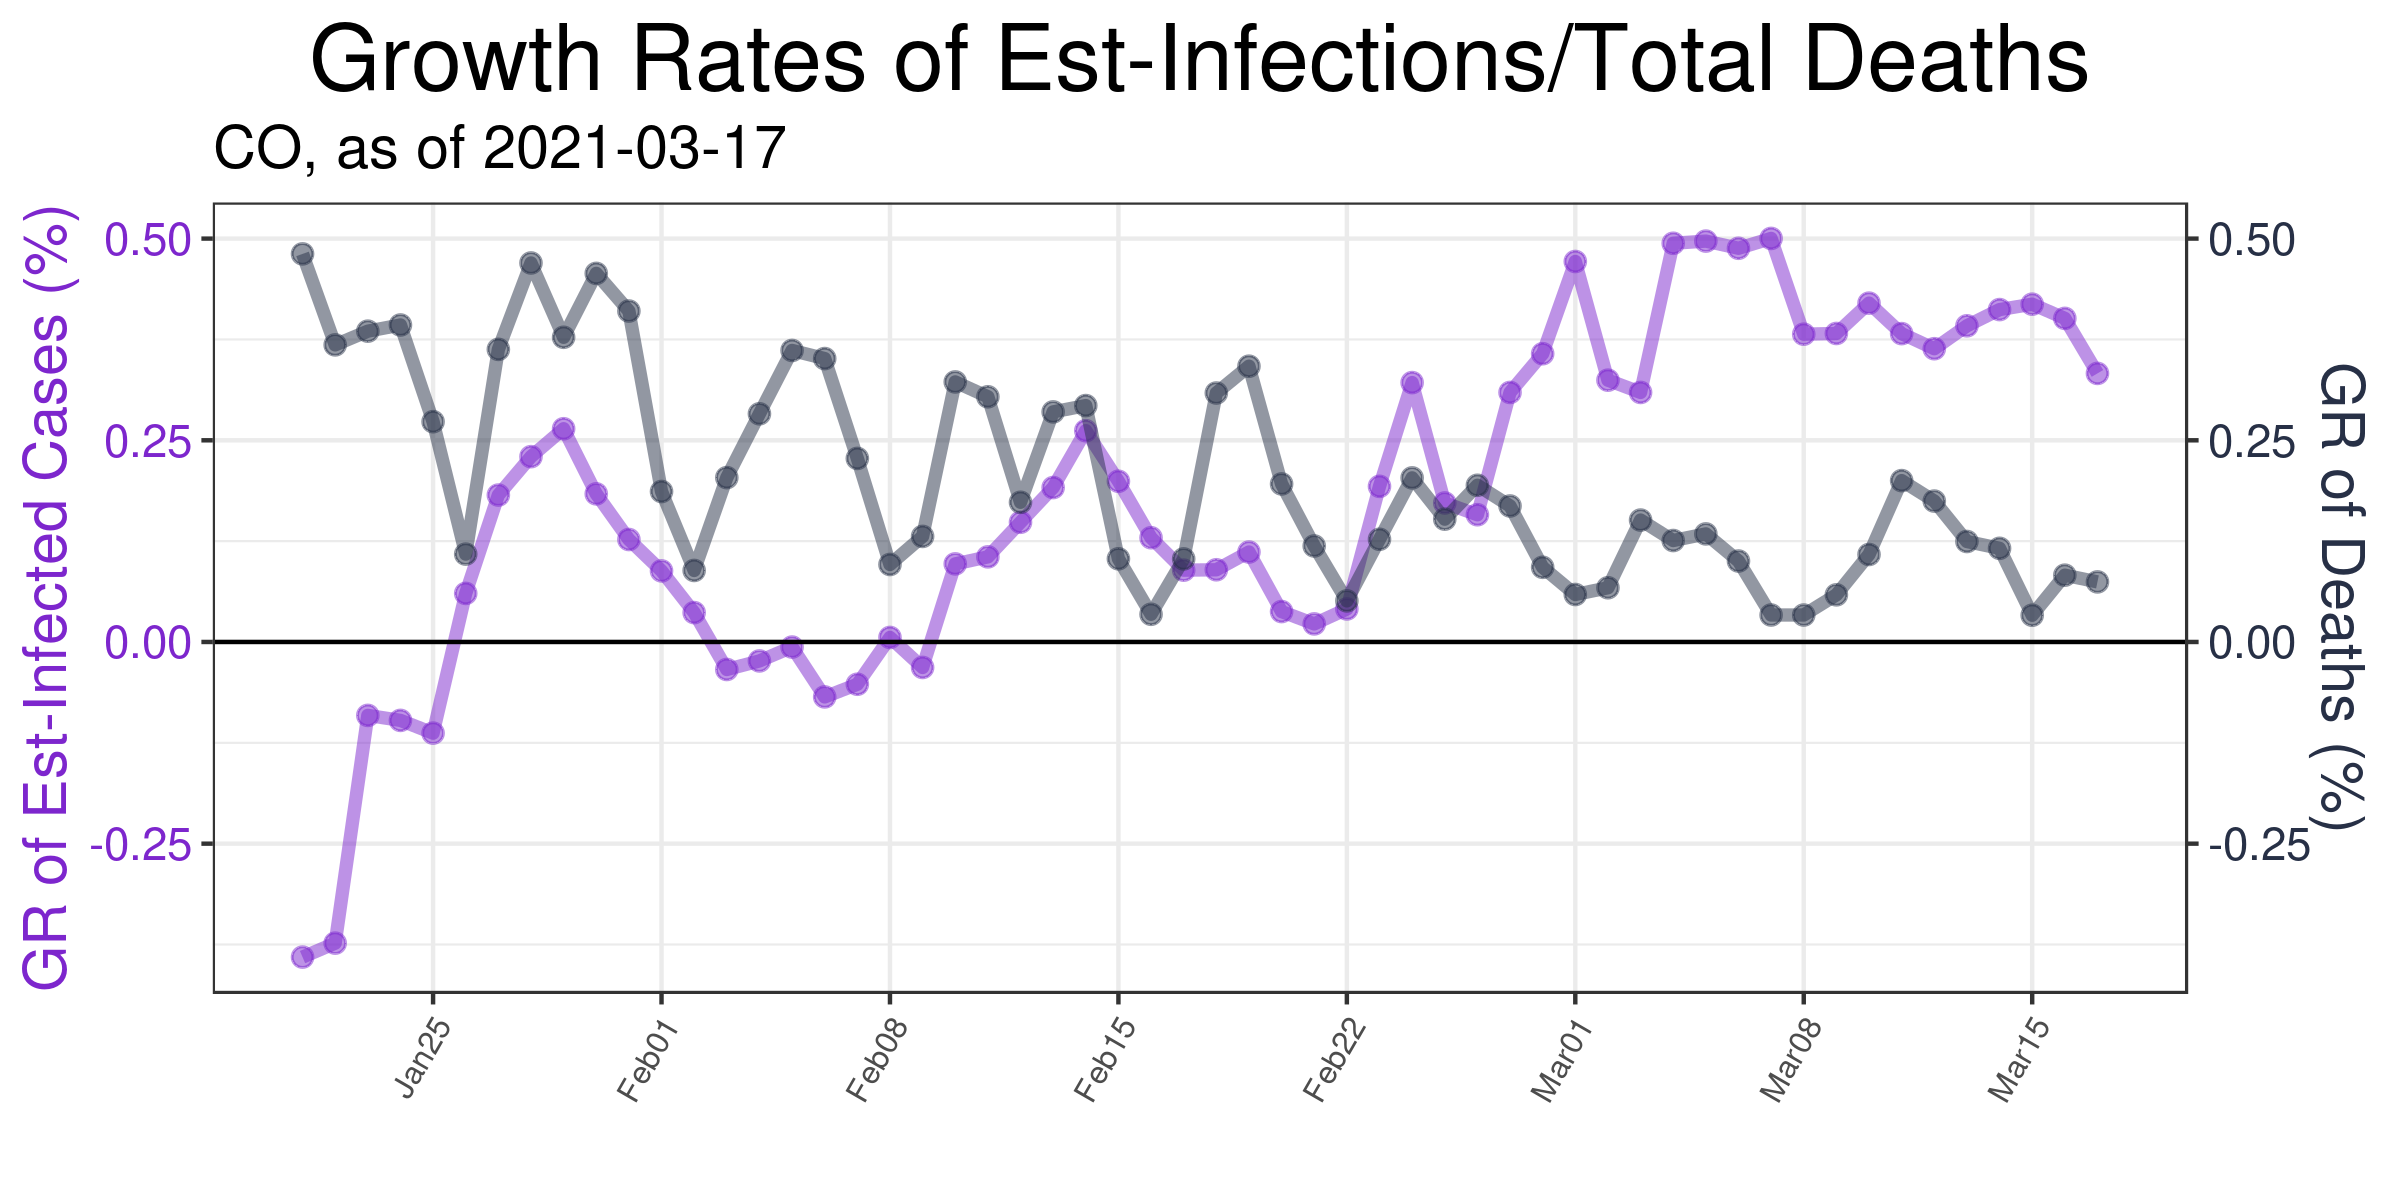 Growth Rates of Est-Infections/Total Deaths
CO, as of 2021-03-17
GR of Est-Infected Cases (%)
0.50
0.25
0.00
-0.25
0.50
0.25
0.00
-0.25
GR of Deaths (%)
Jan25
Feb01
Feb08
Feb15
Feb22
Mar01
Mar08
Mar15